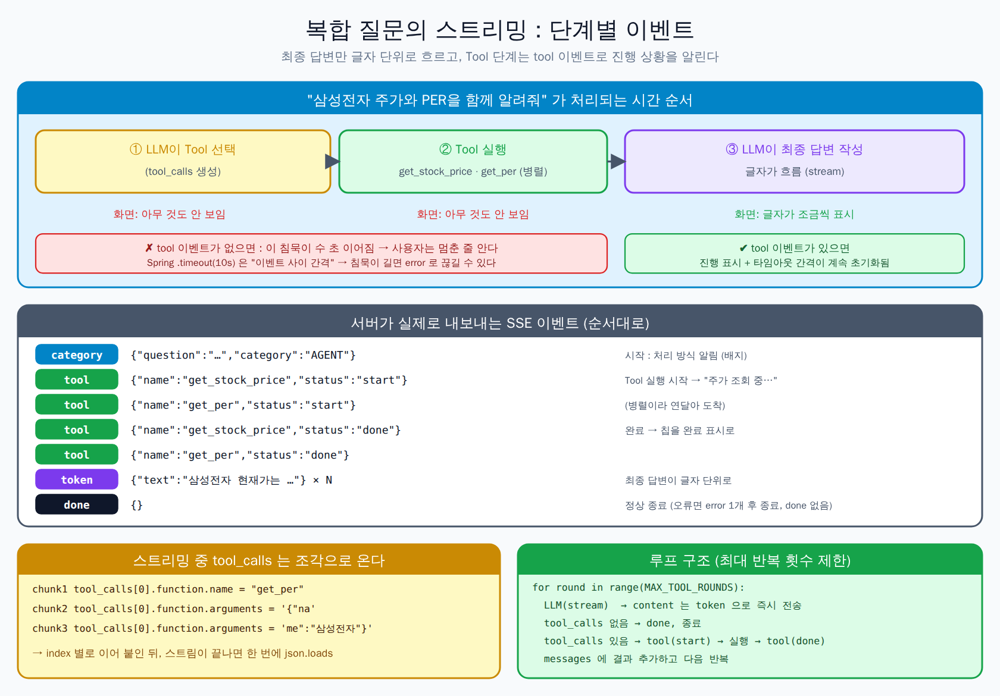 복합 질문의 스트리밍 : 단계별 이벤트
최종 답변만 글자 단위로 흐르고, Tool 단계는 tool 이벤트로 진행 상황을 알린다
"삼성전자 주가와 PER을 함께 알려줘" 가 처리되는 시간 순서
① LLM이 Tool 선택
(tool_calls 생성)
② Tool 실행
get_stock_price · get_per (병렬)
③ LLM이 최종 답변 작성
글자가 흐름 (stream)
화면: 아무 것도 안 보임
화면: 아무 것도 안 보임
화면: 글자가 조금씩 표시
✗ tool 이벤트가 없으면 : 이 침묵이 수 초 이어짐 → 사용자는 멈춘 줄 안다
Spring .timeout(10s) 은 "이벤트 사이 간격" → 침묵이 길면 error 로 끊길 수 있다
✔ tool 이벤트가 있으면
진행 표시 + 타임아웃 간격이 계속 초기화됨
서버가 실제로 내보내는 SSE 이벤트 (순서대로)
category {"question":"…","category":"AGENT"} 시작 : 처리 방식 알림 (배지)
tool {"name":"get_stock_price","status":"start"} Tool 실행 시작 → "주가 조회 중…"
tool {"name":"get_per","status":"start"} (병렬이라 연달아 도착)
tool {"name":"get_stock_price","status":"done"} 완료 → 칩을 완료 표시로
tool {"name":"get_per","status":"done"}
token {"text":"삼성전자 현재가는 …"} × N 최종 답변이 글자 단위로
done {} 정상 종료 (오류면 error 1개 후 종료, done 없음)
스트리밍 중 tool_calls 는 조각으로 온다
chunk1 tool_calls[0].function.name = "get_per"
chunk2 tool_calls[0].function.arguments = '{"na'
chunk3 tool_calls[0].function.arguments = 'me":"삼성전자"}'
→ index 별로 이어 붙인 뒤, 스트림이 끝나면 한 번에 json.loads
루프 구조 (최대 반복 횟수 제한)
for round in range(MAX_TOOL_ROUNDS):
LLM(stream) → content 는 token 으로 즉시 전송
tool_calls 없음 → done, 종료
tool_calls 있음 → tool(start) → 실행 → tool(done)
messages 에 결과 추가하고 다음 반복